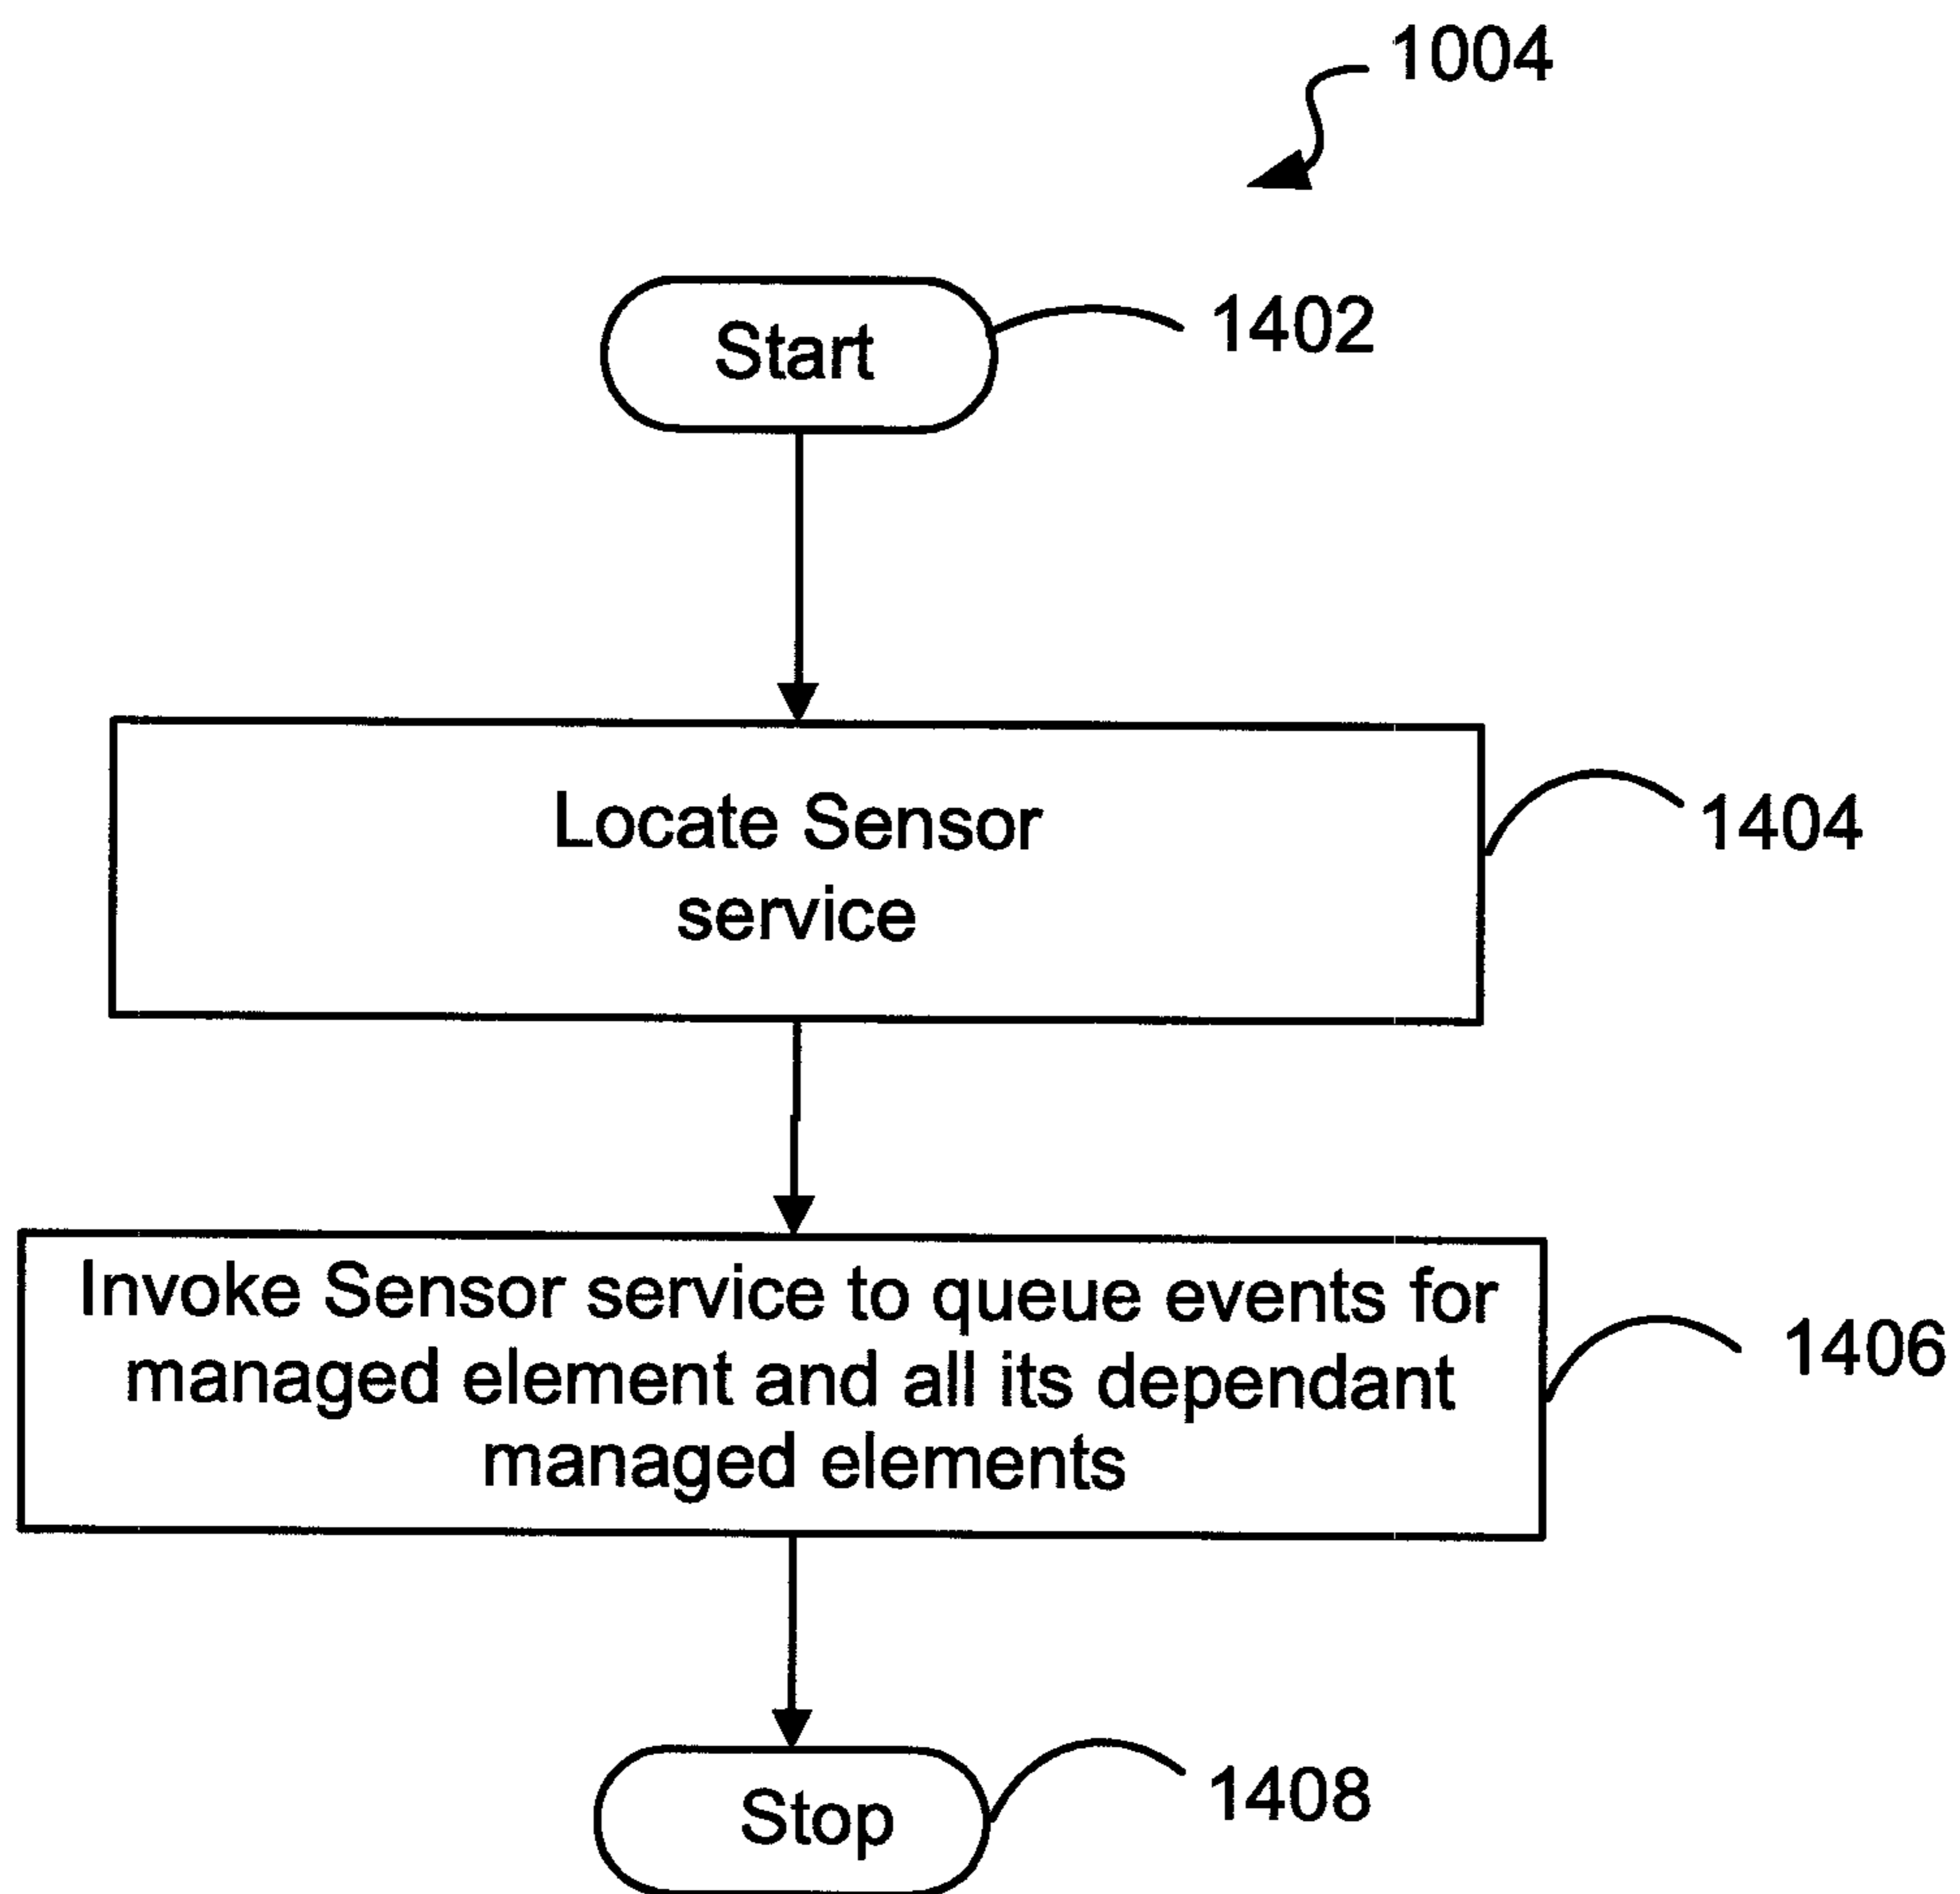 1004
Start
1402
Locate Sensor
service
1404
Invoke Sensor service to queue events for
managed element and all its dependant
managed elements
1406
Stop
1408